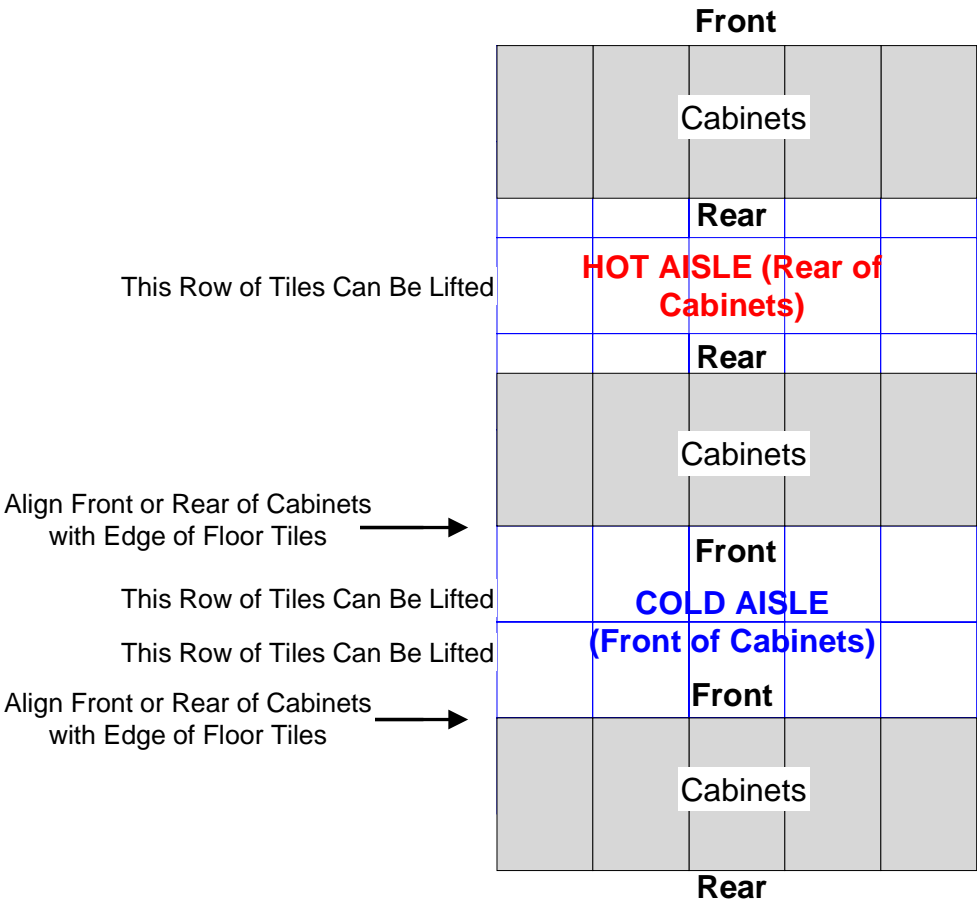 Front
Cabinets
Rear
This Row of Tiles Can Be Lifted
HOT AISLE (Rear of
Cabinets)
Rear
Cabinets
Align Front or Rear of Cabinets
with Edge of Floor Tiles
Front
This Row of Tiles Can Be Lifted
COLD AISLE
(Front of Cabinets)
This Row of Tiles Can Be Lifted
Front
Align Front or Rear of Cabinets
with Edge of Floor Tiles
Cabinets
Rear